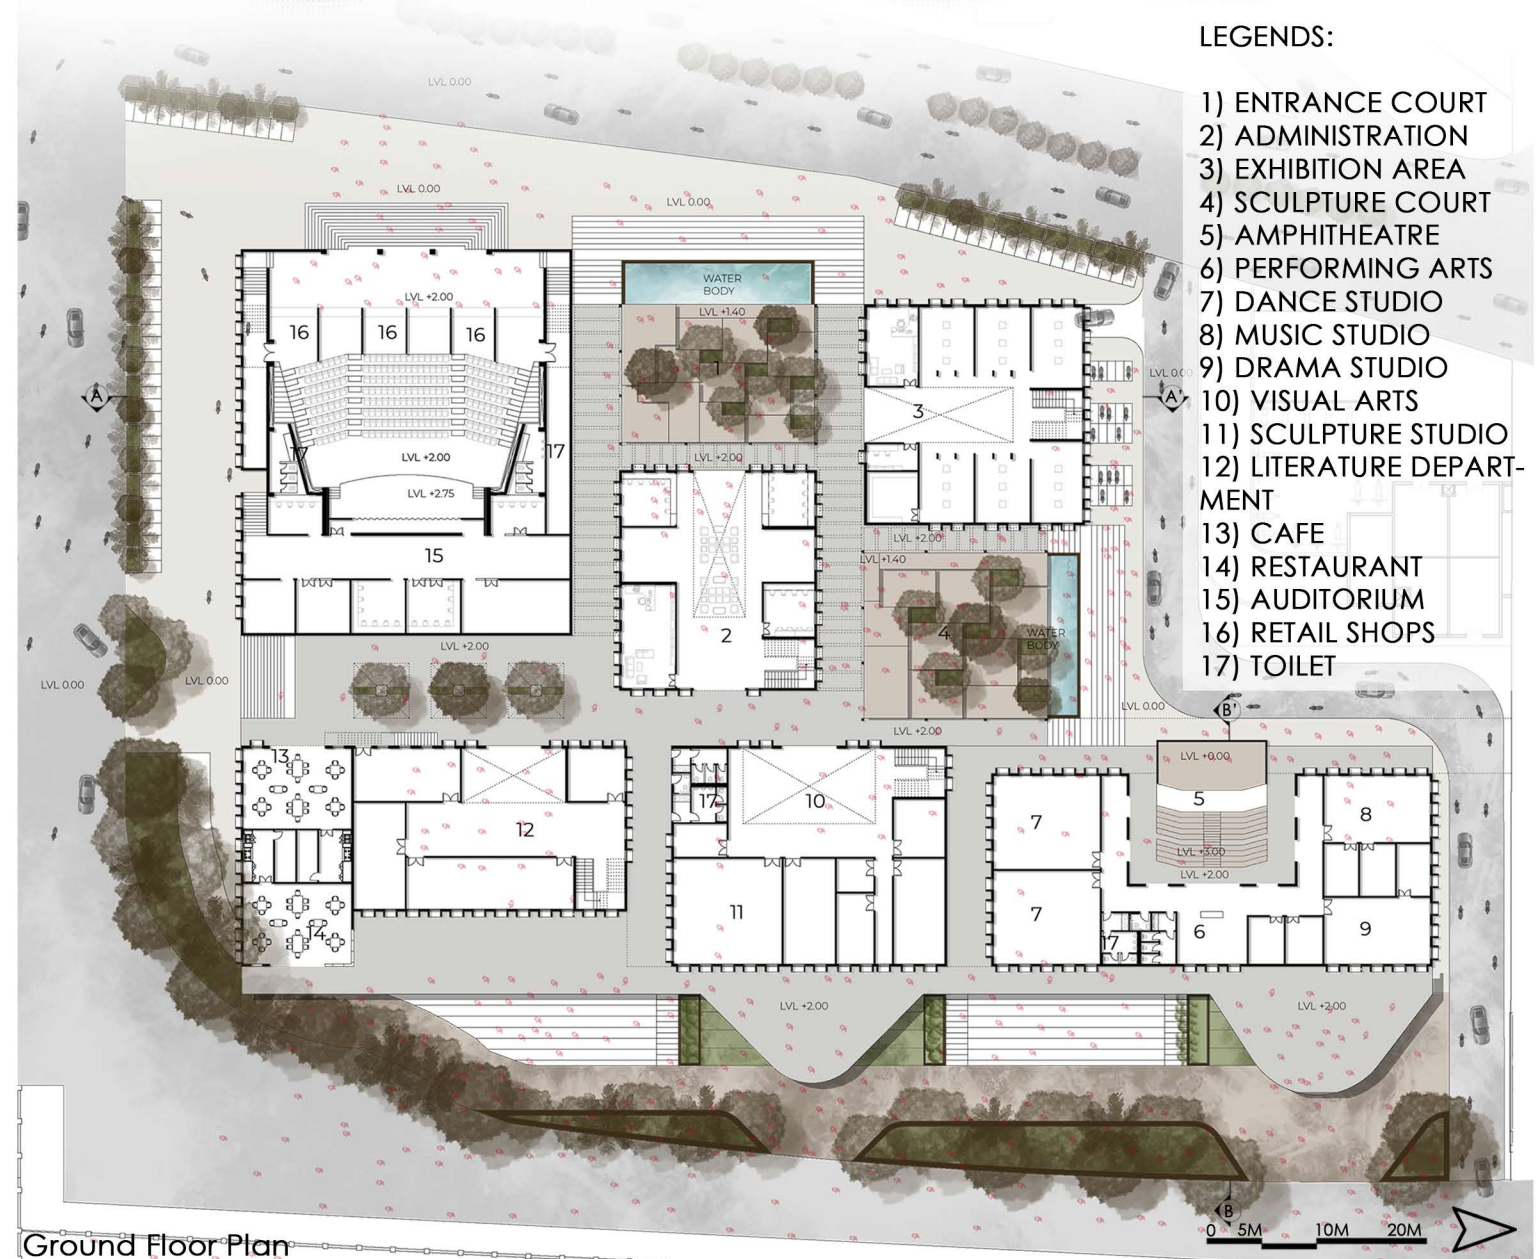 LEGENDS:
1) ENTRANCE COURT
2) ADMINISTRATION
3) EXHIBITION AREA
4) SCULPTURE COURT
5) AMPHITHEATRE
6) PERFORMING ARTS
7) DANCE STUDIO
8) MUSIC STUDIO
9) DRAMA STUDIO
10) VISUAL ARTS
11) SCULPTURE STUDIO
12) LITERATURE DEPART-
MENT
13) CAFE
14) RESTAURANT
15) AUDITORIUM
16) RETAIL SHOPS
17) TOILET
LVL 0.00
LVL 0.00
LVL 0.00
WATER
BODY
LVL +2.00
LVL +1.40
16
16
16
1
LVL 0.00
A
A'
3
17
17
LVL +2.00
LVL +2.00
LVL +2.75
LVL +2.00
15
LVL +1.40
2
4
WATER
BODY
LVL +2.00
LVL 0.00
LVL 0.00
LVL 0.00
B'
LVL +2.00
13
LVL +0.00
17
10
5
7
8
12
LVL +3.00
LVL +2.00
11
7
14
17
6
9
LVL +2.00
LVL +2.00
B
0 5M 10M 20M
Ground Floor Plan